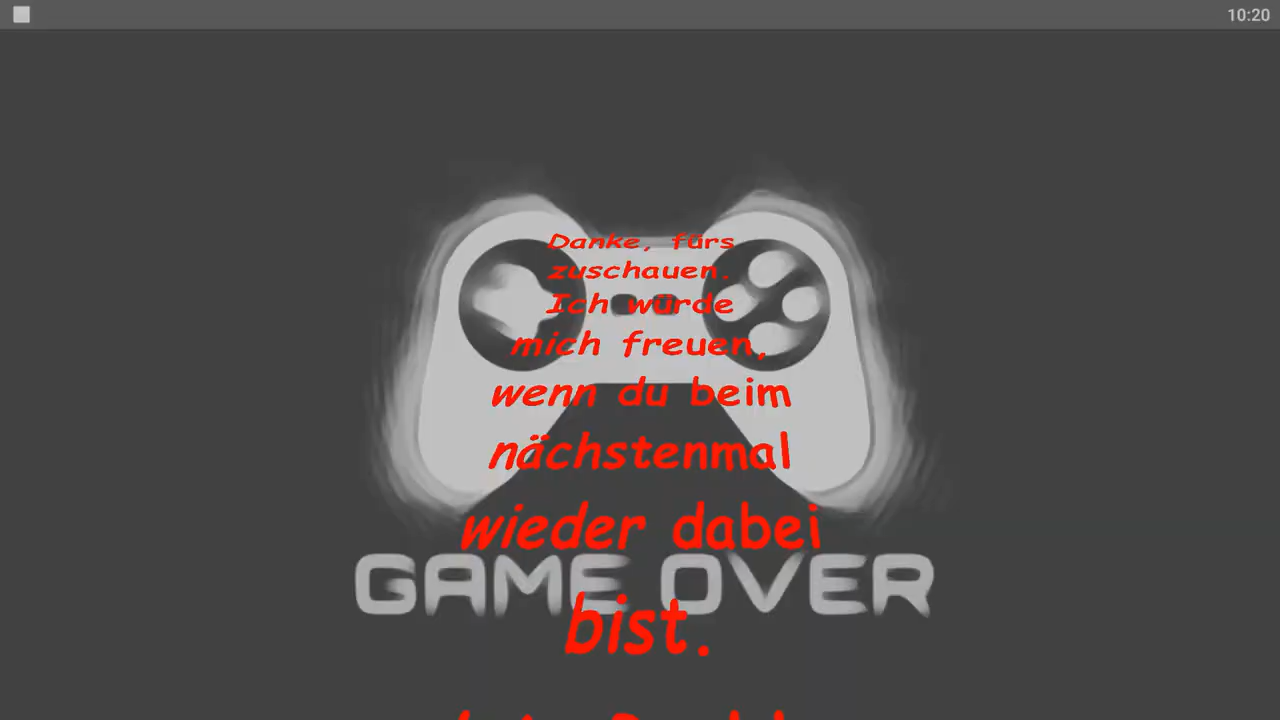 10:20
Danke, fürs
zuschauen.
Ich würde
mich freuen,
wenn du beim
nächstenmal
wieder dabei
GAME OVER
bist.